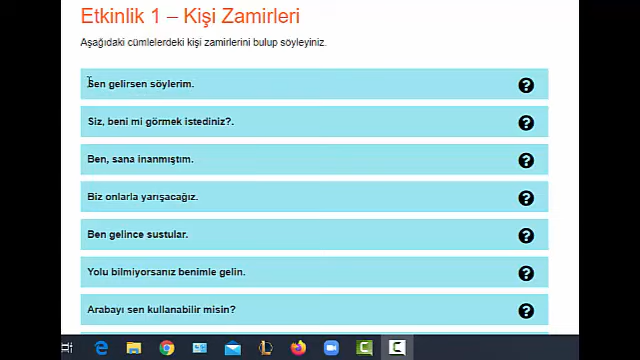 Etkinlik 1 – Kişi Zamirleri
Aşağıdaki cümlelerdeki kişi zamirlerini bulup söyleyiniz.
Sen gelirsen söylerim.
Siz, beni mi görmek istediniz?.
Ben, sana inanmıştım.
Biz onlarla yarışacağız.
Ben gelince sustular.
Yolu bilmiyorsanız benimle gelin.
Arabayı sen kullanabilir misin?